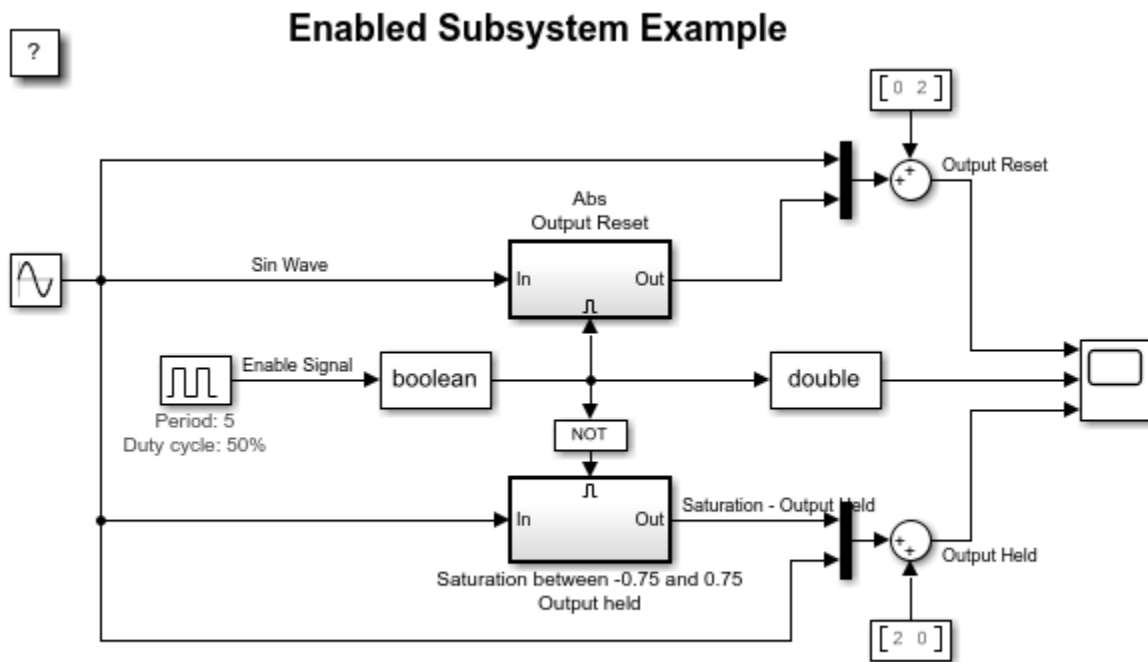 Enabled Subsystem Example
?
[ 0 2 ]
Output Reset
Abs
Output Reset
Sin Wave
In
Out
Enable Signal
boolean
double
Period: 5
Duty cycle: 50%
NOT
In
Out
Saturation - Output Held
Output Held
Saturation between -0.75 and 0.75
Output held
[ 2 0 ]